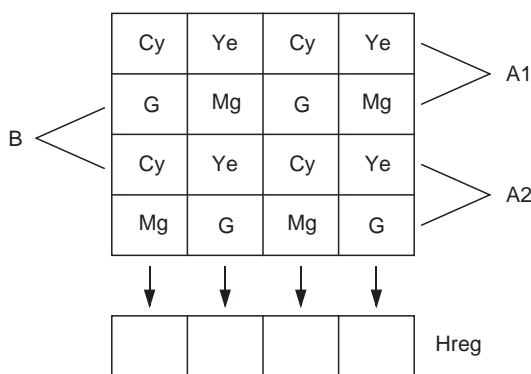 Cy Ye Cy Ye
A1
G Mg G Mg
B
Cy Ye Cy Ye
A2
Mg G Mg G
Hreg